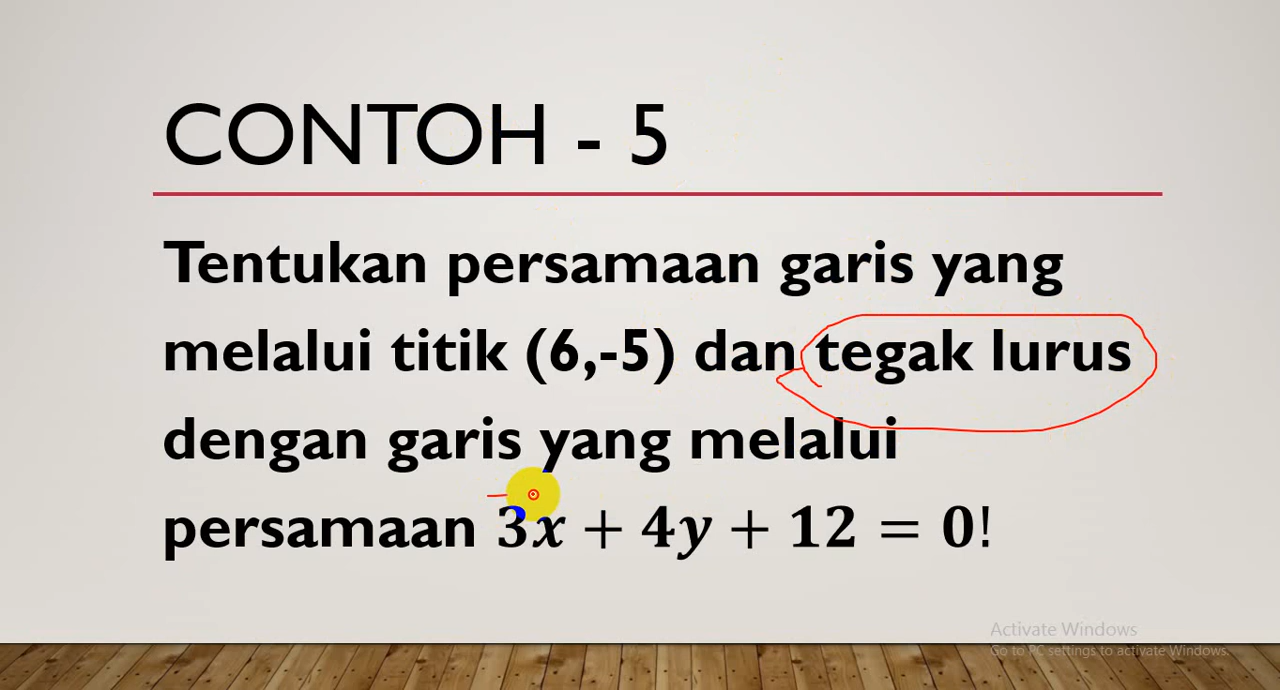 CONTOH - 5
Tentukan persamaan garis yang
melalui titik (6,-5) dan tegak lurus
dengan garis yang melalui
persamaan 3x + 4y + 12 = 0!
Activate Windows
Go to PC settings to activate Windows.